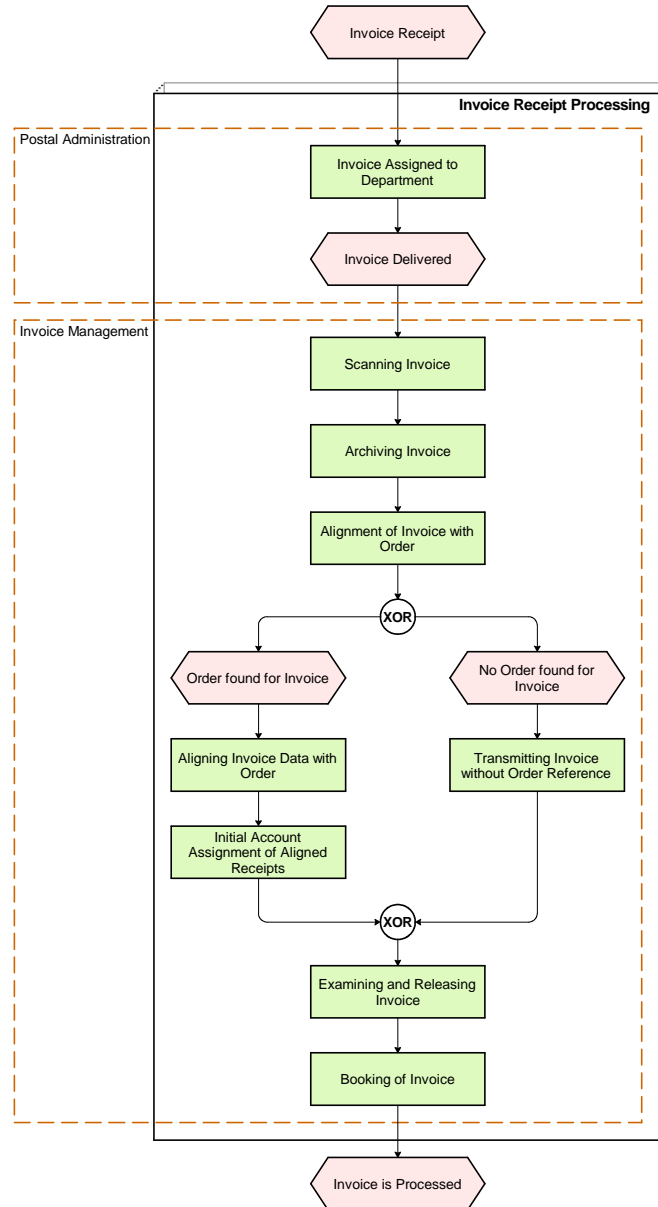 Invoice Receipt
Invoice Receipt Processing
Postal Administration
Invoice Assigned to
Department
Invoice Delivered
Invoice Management
Scanning Invoice
Archiving Invoice
Alignment of Invoice with
Order
XOR
Order found for Invoice
No Order found for
Invoice
Aligning Invoice Data with
Order
Transmitting Invoice
without Order Reference
Initial Account
Assignment of Aligned
Receipts
XOR
Examining and Releasing
Invoice
Booking of Invoice
Invoice is Processed